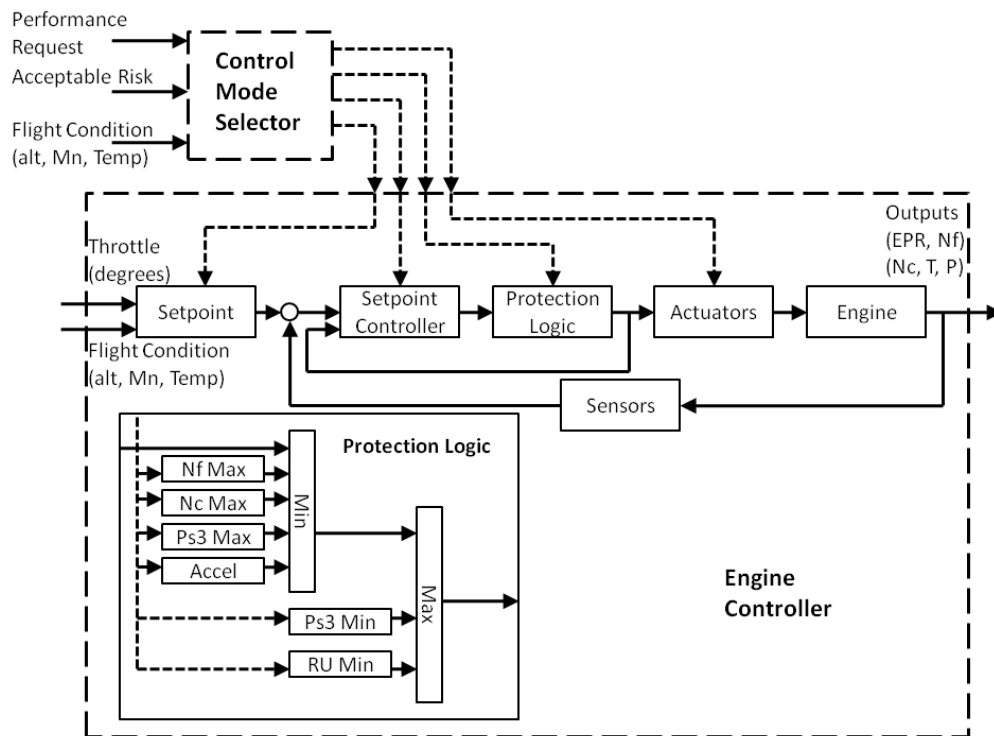 Performance
Request
Acceptable Risk
Flight Condition
(alt, Mn, Temp)
Control
Mode
Selector
Throttle
(degrees)
Flight Condition
(alt, Mn, Temp)
Setpoint
Setpoint
Controller
Protection
Logic
Actuators
Engine
Outputs
(EPR, Nf)
(Nc, T, P)
Sensors
Protection Logic
Nf Max
Nc Max
Ps3 Max
Accel
Min
Ps3 Min
RU Min
Max
Engine
Controller